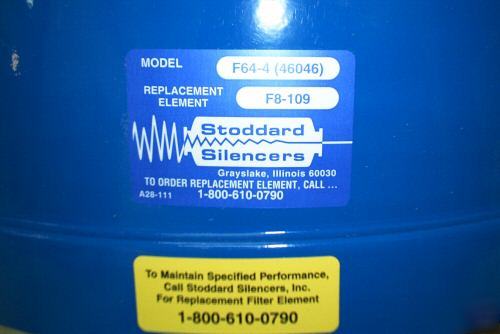 MODEL F64-4 (46046)
REPLACEMENT
ELEMENT F8-109
Stoddard
Silencers
Grayslake, Illinois 60030
TO ORDER REPLACEMENT ELEMENT, CALL ...
A28-111 1-800-610-0790
To Maintain Specified Performance,
Call Stoddard Silencers, Inc.
For Replacement Filter Element
1-800-610-0790